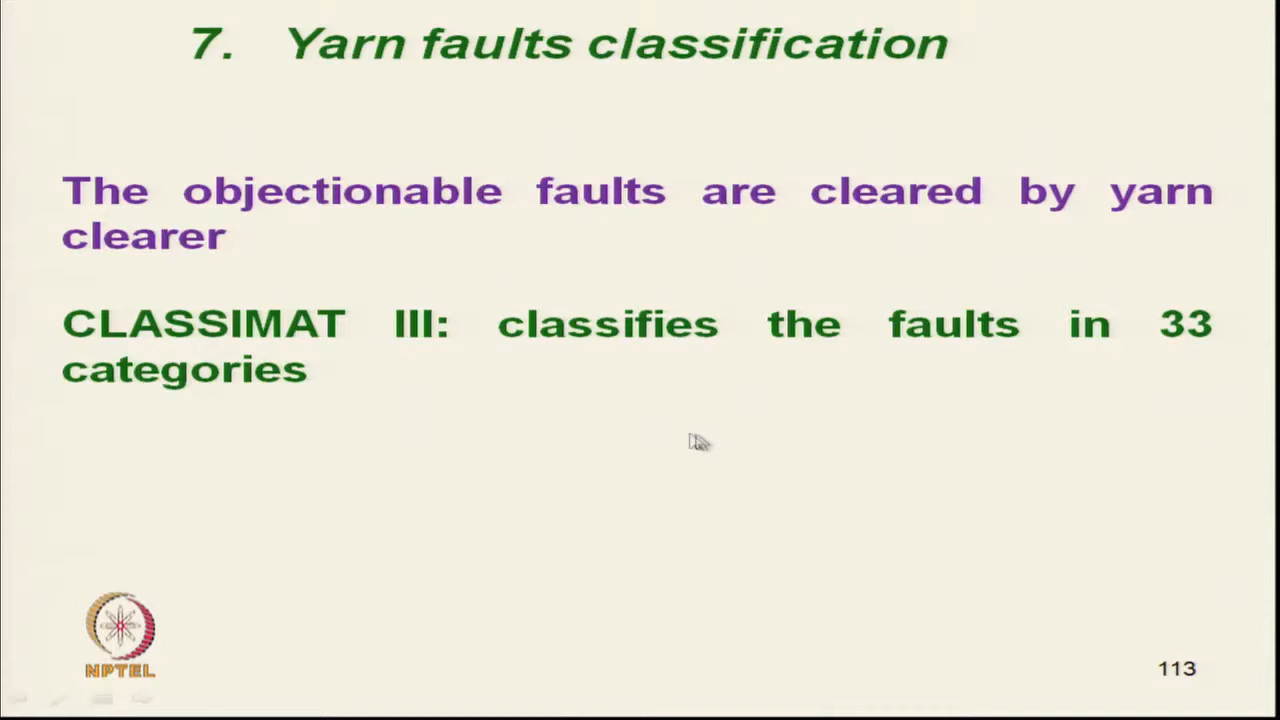 7. Yarn faults classification
The objectionable faults are cleared by yarn
clearer
CLASSIMAT III: classifies the faults in 33
categories
NPTEL
113